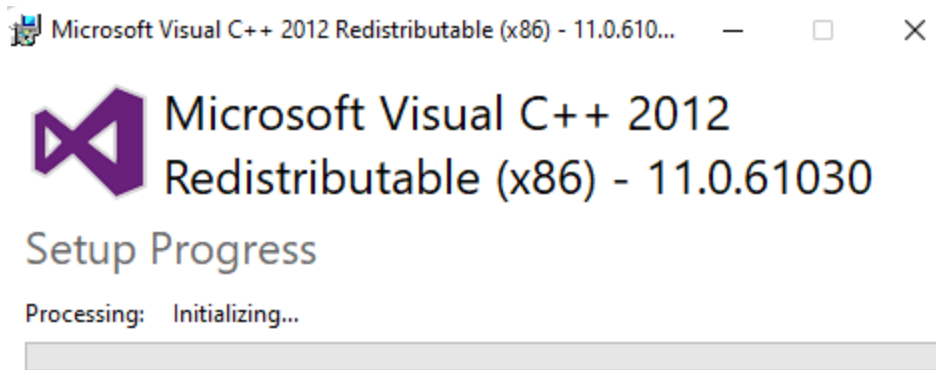 Microsoft Visual C++ 2012 Redistributable (x86) - 11.0.610...
Microsoft Visual C++ 2012
Redistributable (x86) - 11.0.61030
Setup Progress
Processing: Initializing...